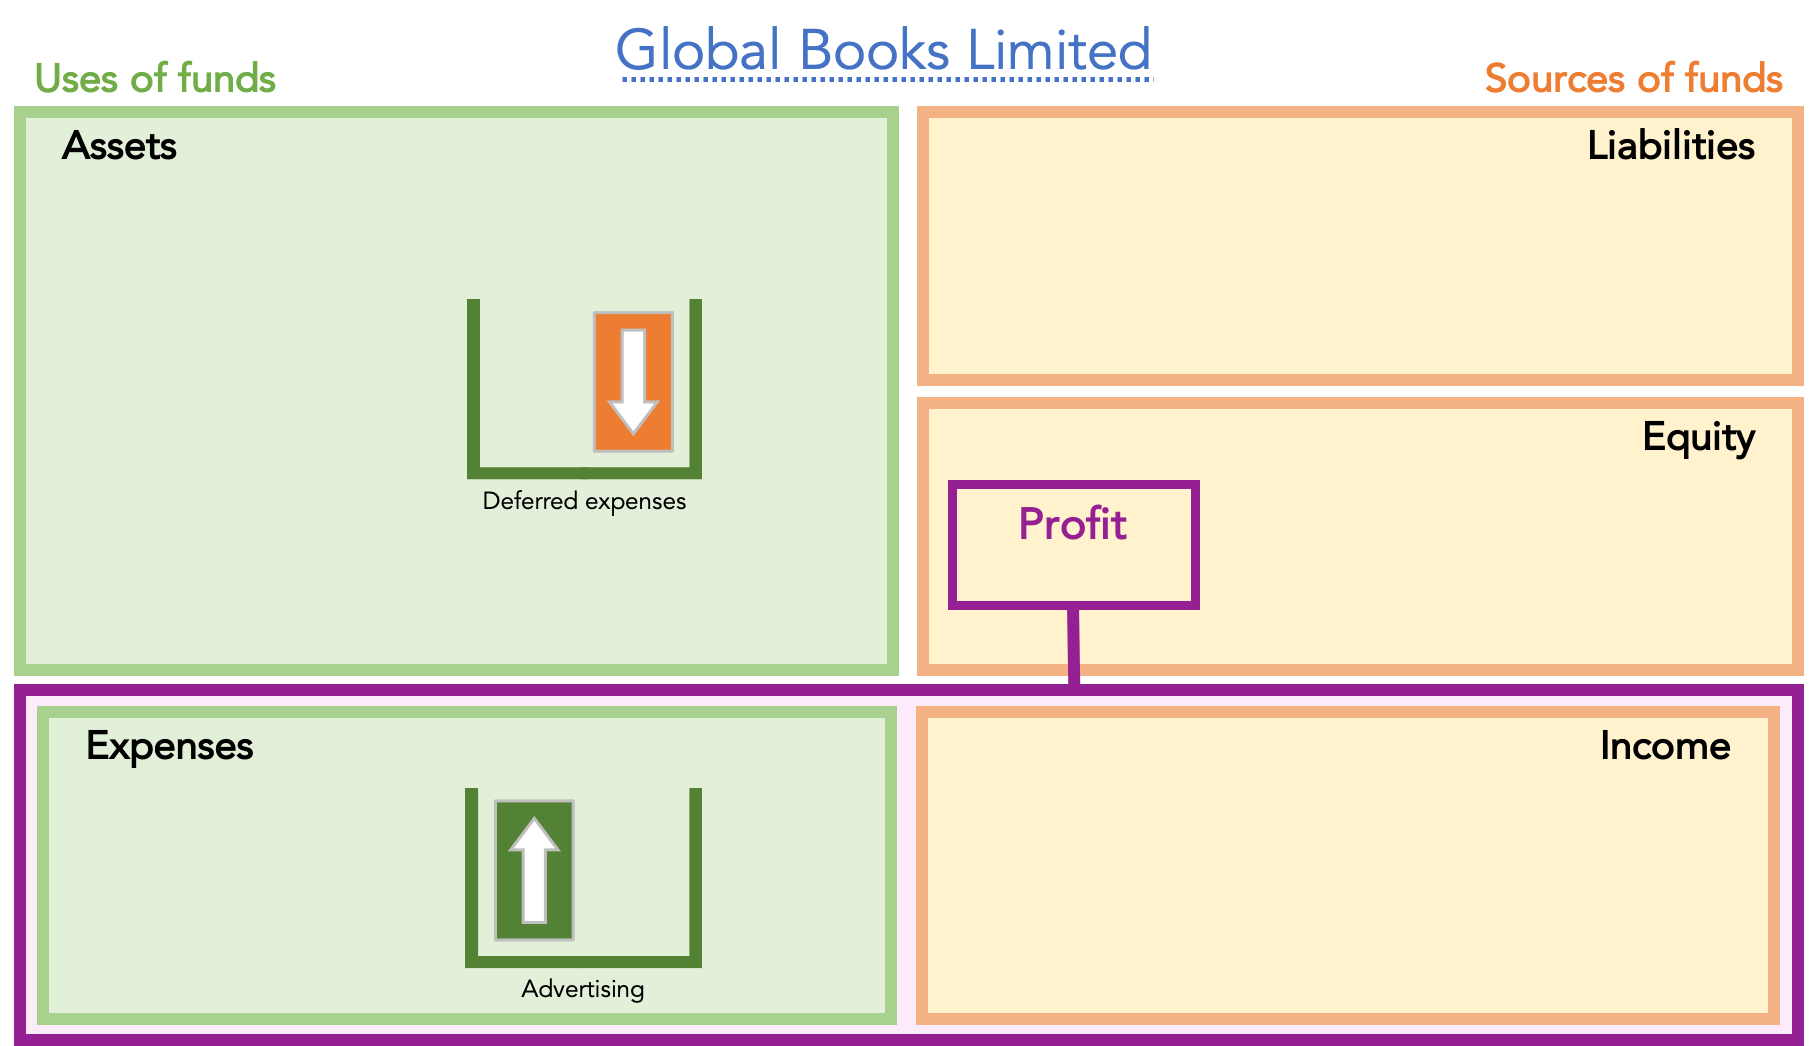 Global Books Limited
Uses of funds
Sources of funds
Assets
Liabilities
Deferred expenses
Equity
Profit
Expenses
Income
Advertising